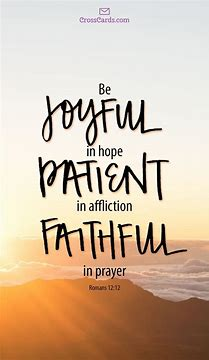 CrossCards.com
Be
JOYFUL
in hope
PATIENT
in affliction
FAITHFUL
in prayer
Romans 12:12